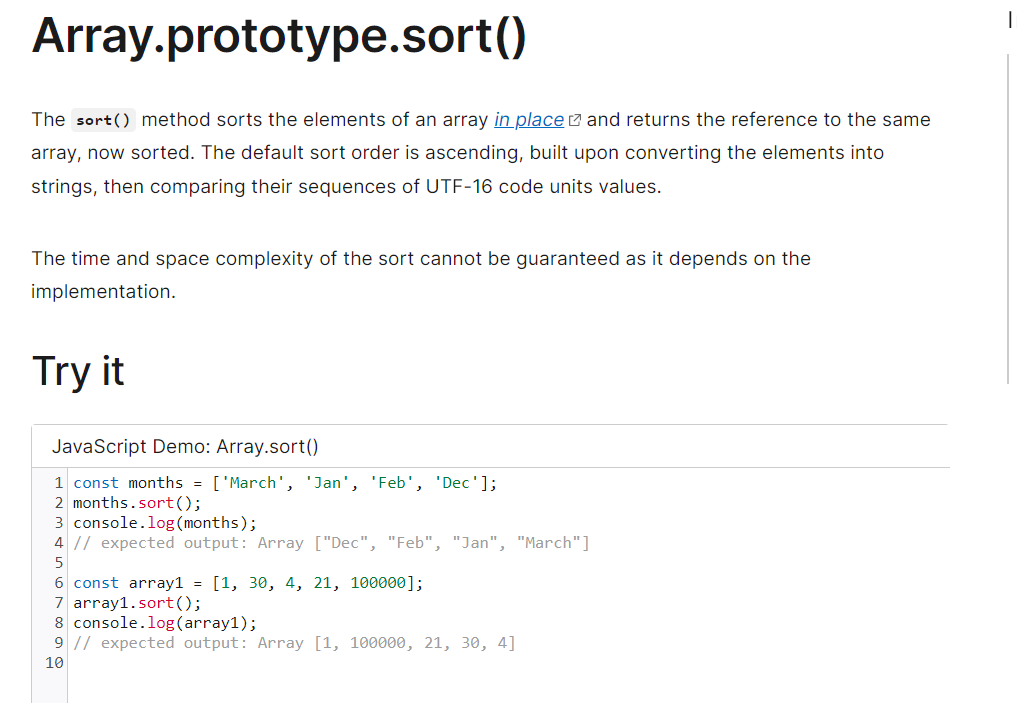 Array.prototype.sort()
The sort() method sorts the elements of an array in place and returns the reference to the same
array, now sorted. The default sort order is ascending, built upon converting the elements into
strings, then comparing their sequences of UTF-16 code units values.
The time and space complexity of the sort cannot be guaranteed as it depends on the
implementation.
Try it
JavaScript Demo: Array.sort()
1 const months = ['March', 'Jan', 'Feb', 'Dec'];
2 months.sort();
3 console.log(months);
4 // expected output: Array ["Dec", "Feb", "Jan", "March"]
5
6 const array1 = [1, 30, 4, 21, 100000];
7 array1.sort();
8 console.log(array1);
9 // expected output: Array [1, 100000, 21, 30, 4]
10